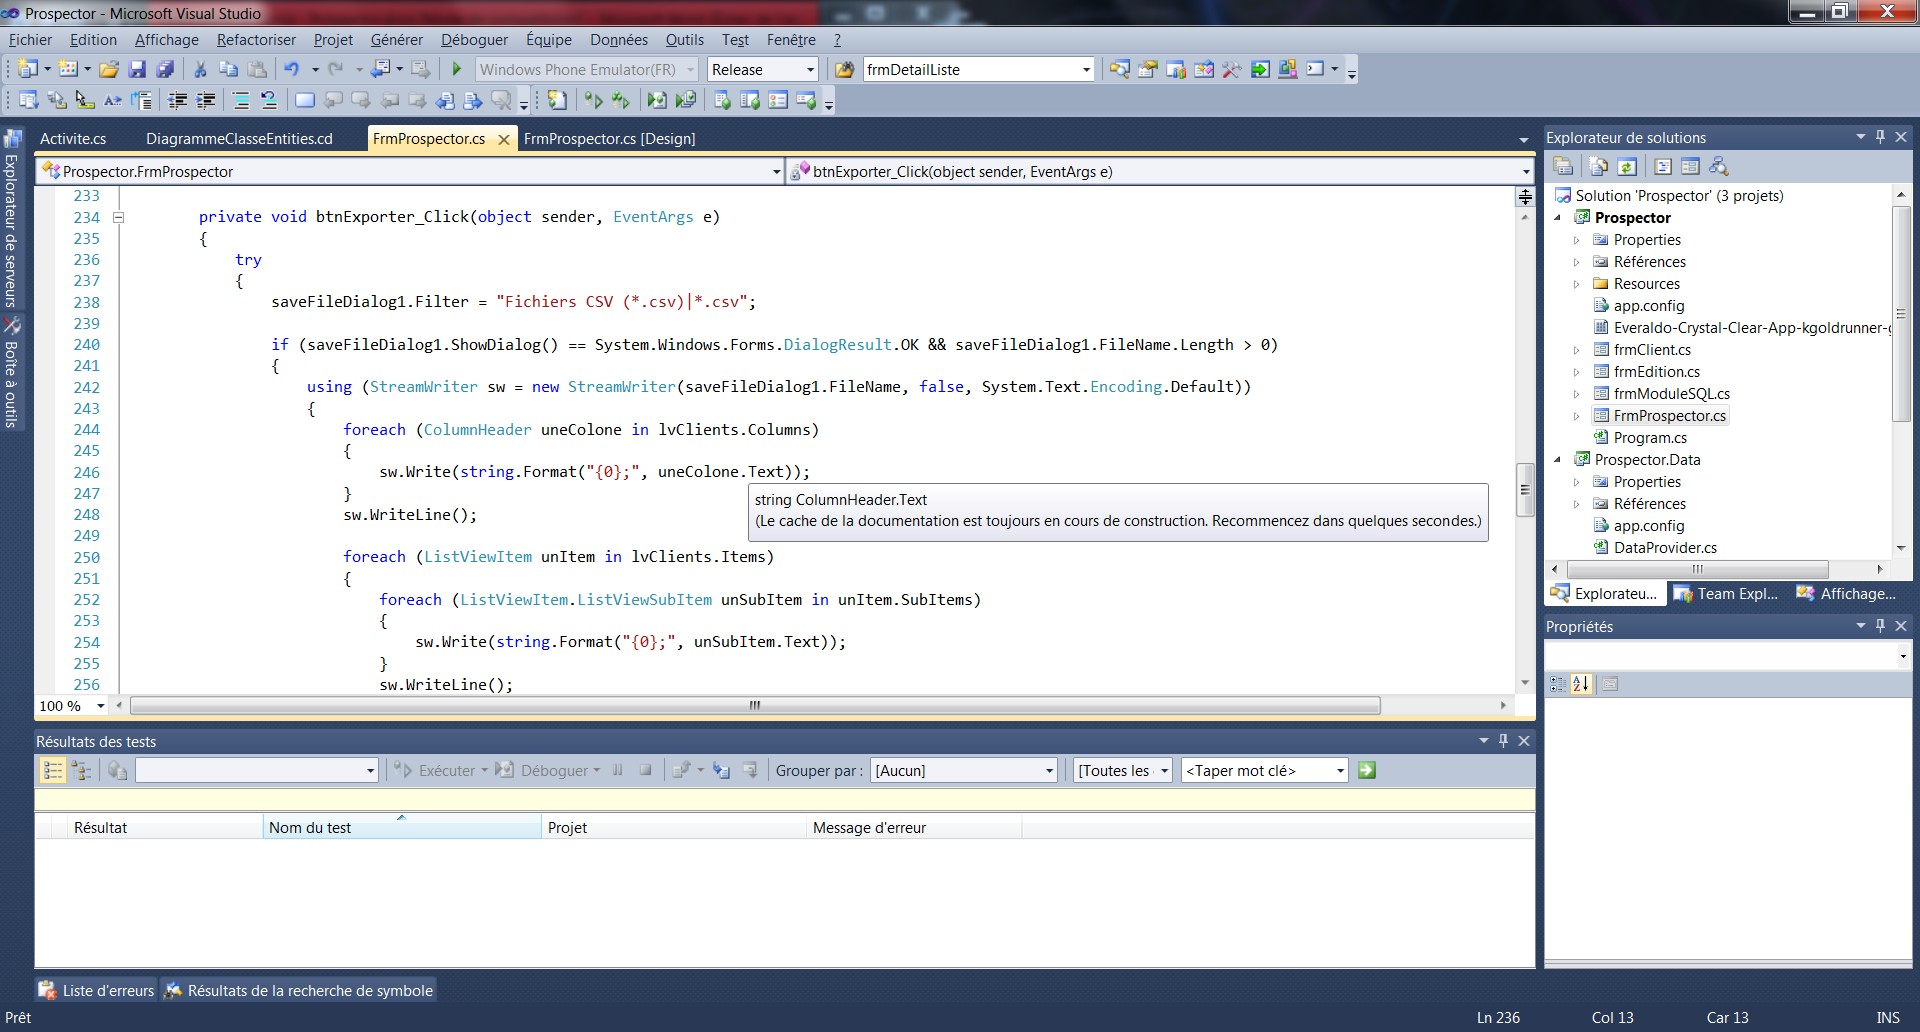 Prospector - Microsoft Visual Studio
Fichier Edition Affichage Refactoriser Projet Générer Déboguer Équipe Données Outils Test Fenêtre ?
Windows Phone Emulator(FR) Release frmDetailListe
Activite.cs DiagrammeClasseEntities.cd FrmProspector.cs FrmProspector.cs [Design]
Prospector.FrmProspector btnExporter_Click(object sender, EventArgs e)
Explorateur de serveurs
Boîte à outils
233
234 private void btnExporter_Click(object sender, EventArgs e)
235 {
236 try
237 {
238 saveFileDialog1.Filter = "Fichiers CSV (*.csv)|*.csv";
239
240 if (saveFileDialog1.ShowDialog() == System.Windows.Forms.DialogResult.OK && saveFileDialog1.FileName.Length > 0)
241 {
242 using (StreamWriter sw = new StreamWriter(saveFileDialog1.FileName, false, System.Text.Encoding.Default))
243 {
244 foreach (ColumnHeader uneColone in lvClients.Columns)
245 {
246 sw.Write(string.Format("{0};", uneColone.Text));
247 }
248 sw.WriteLine();
249
250 foreach (ListViewItem unItem in lvClients.Items)
251 {
252 foreach (ListViewItem.ListViewSubItem unSubItem in unItem.SubItems)
253 {
254 sw.Write(string.Format("{0};", unSubItem.Text));
255 }
256 sw.WriteLine();
string ColumnHeader.Text
(Le cache de la documentation est toujours en cours de construction. Recommencez dans quelques secondes.)
100 %
Explorateur de solutions
Solution 'Prospector' (3 projets)
Prospector
Properties
Références
Resources
app.config
Everaldo-Crystal-Clear-App-kgoldrunner-
frmClient.cs
frmEdition.cs
frmModuleSQL.cs
FrmProspector.cs
Program.cs
Prospector.Data
Properties
Références
app.config
DataProvider.cs
Explorateu... Team Expl... Affichage...
Propriétés
Résultats des tests
Exécuter Déboguer Grouper par : [Aucun] [Toutes les <Taper mot clé>
Résultat Nom du test Projet Message d'erreur
Liste d'erreurs Résultats de la recherche de symbole
Prêt Ln 236 Col 13 Car 13 INS